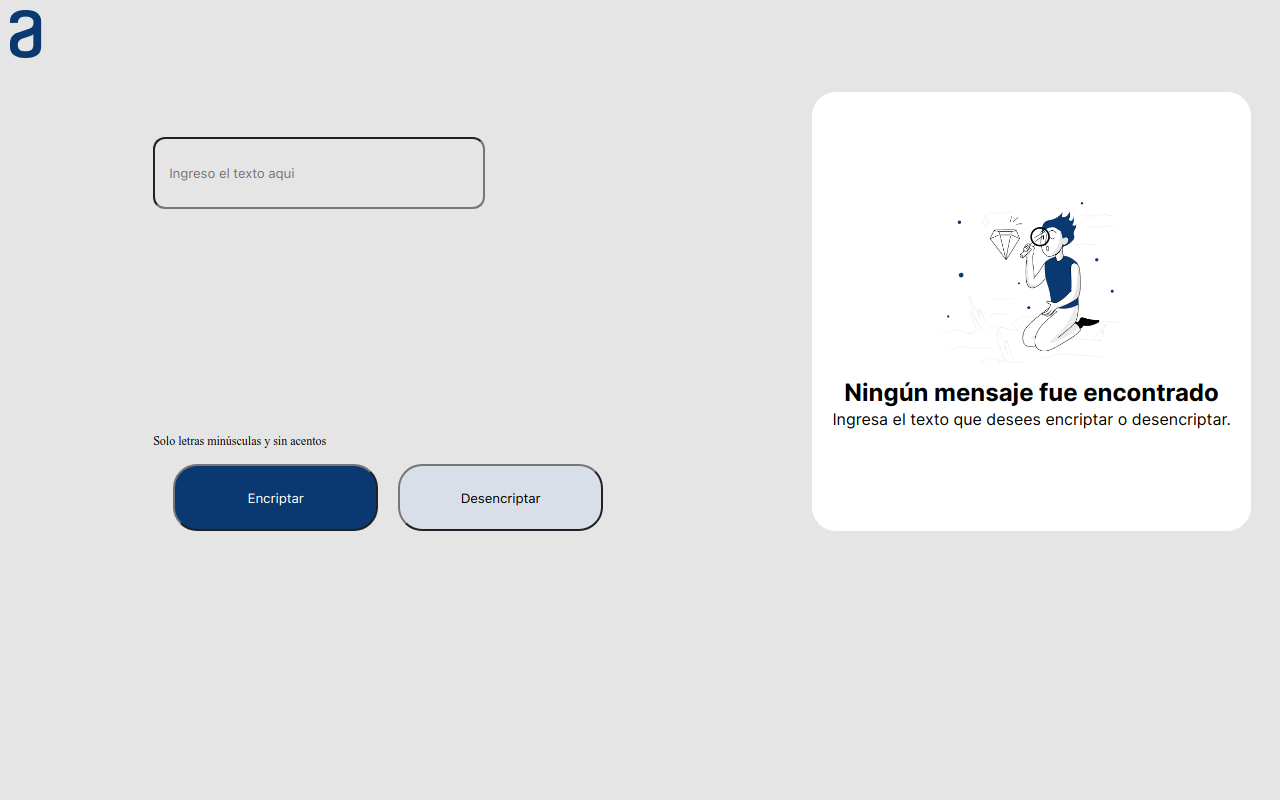 a
Ingreso el texto aqui
Solo letras minúsculas y sin acentos
Encriptar
Desencriptar
Ningún mensaje fue encontrado
Ingresa el texto que desees encriptar o desencriptar.